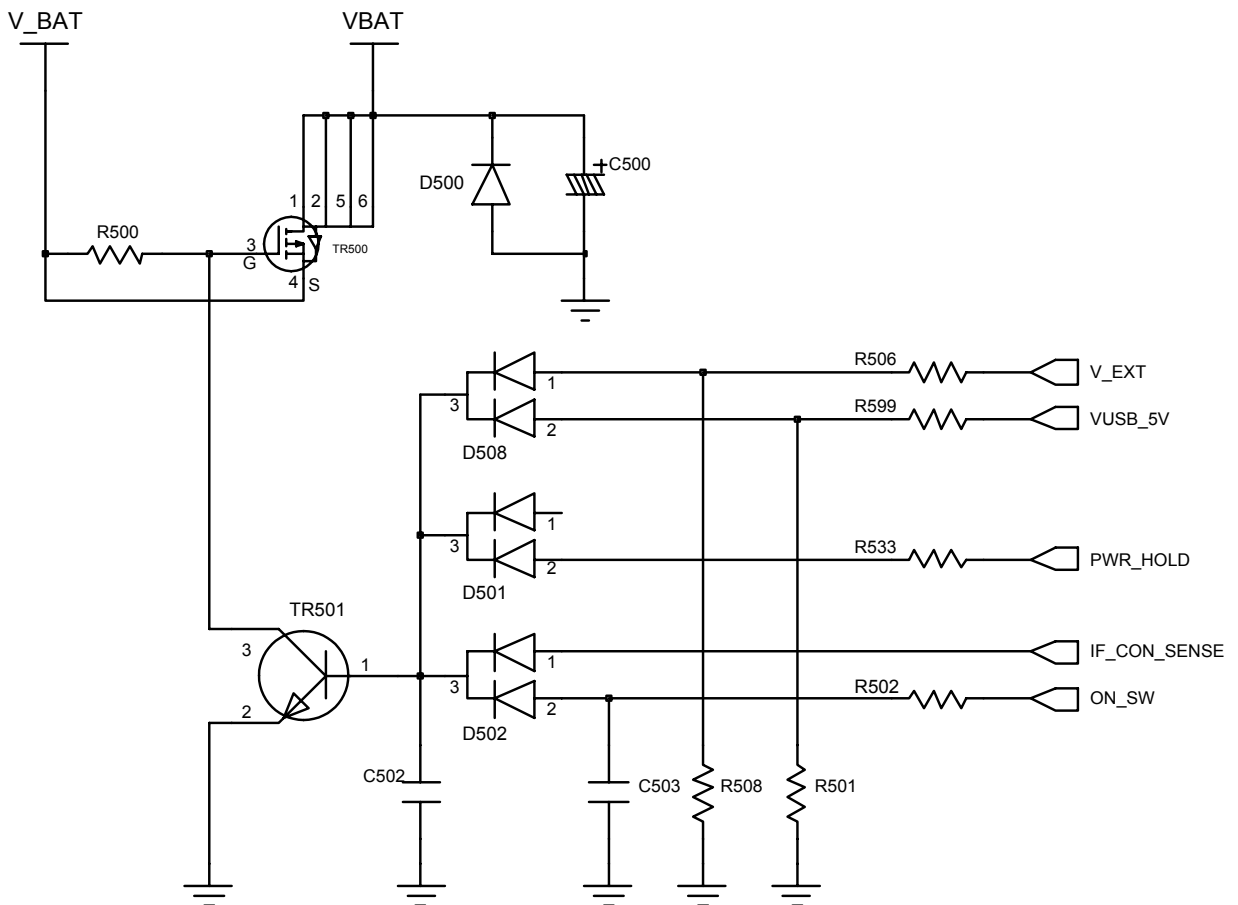 V_BAT
VBAT
+
C500
D500
1
2
5
6
R500
3
G
TR500
4
S
R506
V_EXT
1
3
R599
VUSB_5V
2
D508
1
3
R533
PWR_HOLD
2
D501
TR501
3
1
IF_CON_SENSE
1
3
R502
ON_SW
2
2
D502
C502
C503
R508
R501